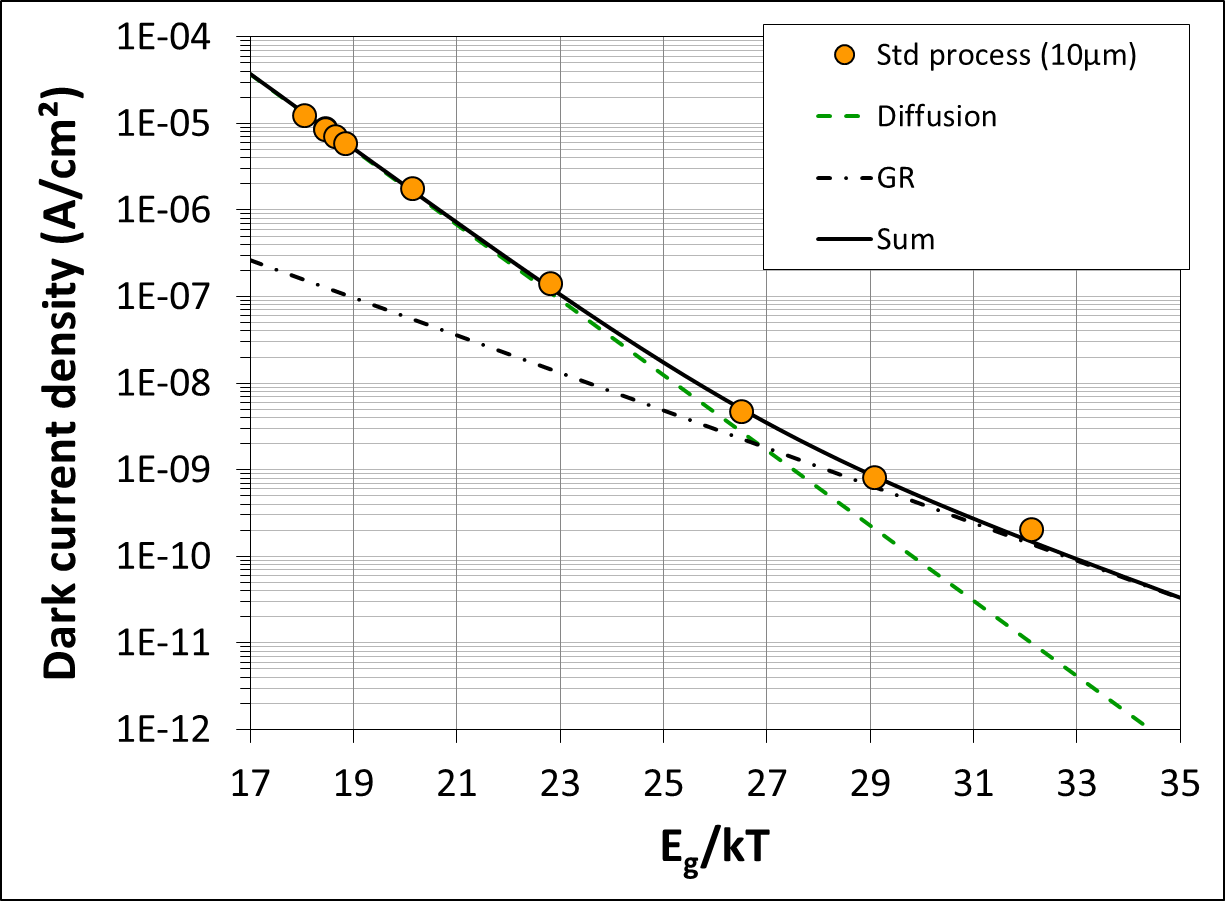 Dark current density (A/cm²)
1E-04
1E-05
1E-06
1E-07
1E-08
1E-09
1E-10
1E-11
1E-12
Std process (10µm)
Diffusion
GR
Sum
17 19 21 23 25 27 29 31 33 35
Eg/kT